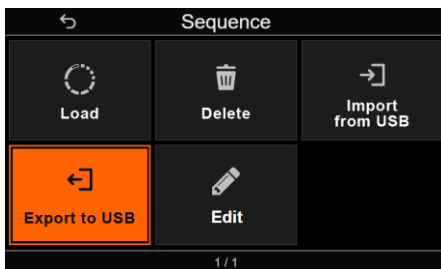 Sequence
Load
Delete
Import
from USB
Export to USB
Edit
1/1